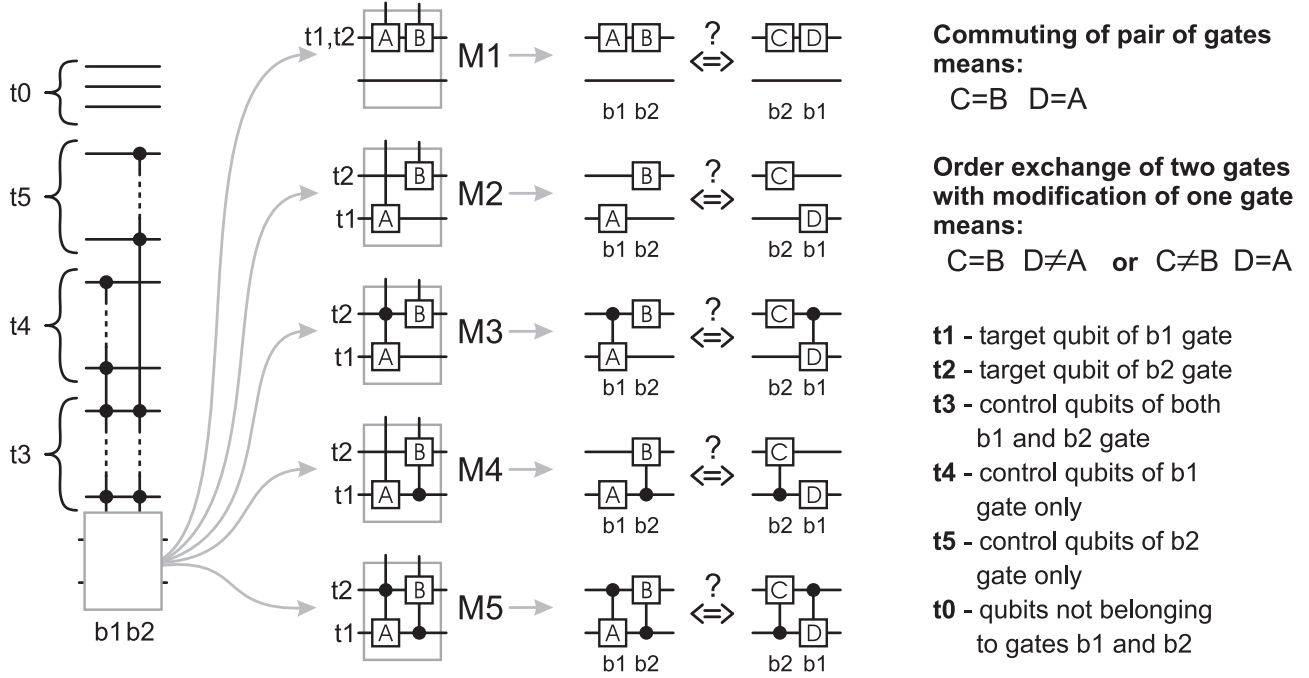 t0
t5
t4
t3
b1 b2
t1,t2
A B
M1
A B
?
<=>
C D
b1 b2
b2 b1
t2
B
M2
t1
A
B
?
<=>
C
A
D
b1 b2
b2 b1
t2
B
M3
t1
A
B
?
<=>
C
A
D
b1 b2
b2 b1
t2
B
M4
t1
A
B
?
<=>
C
A
D
b1 b2
b2 b1
t2
B
M5
t1
A
B
?
<=>
C
A
D
b1 b2
b2 b1
Commuting of pair of gates
means:
C=B D=A
Order exchange of two gates
with modification of one gate
means:
C=B D≠A or C≠B D=A
t1 - target qubit of b1 gate
t2 - target qubit of b2 gate
t3 - control qubits of both
b1 and b2 gate
t4 - control qubits of b1
gate only
t5 - control qubits of b2
gate only
t0 - qubits not belonging
to gates b1 and b2